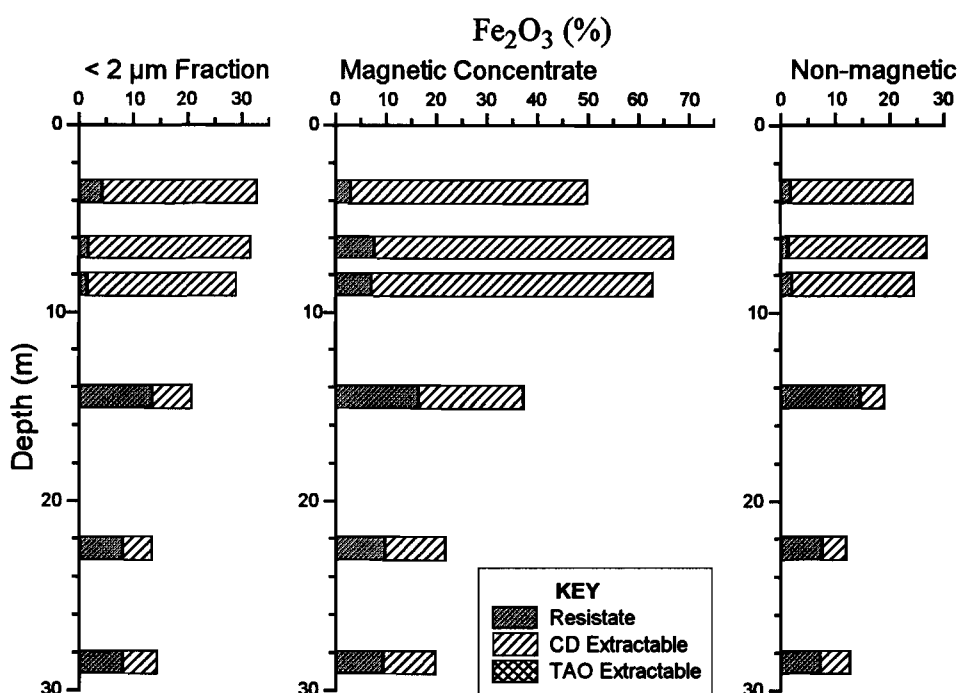 Fe₂O₃ (%)
< 2 µm Fraction
Magnetic Concentrate
Non-magnetic
0 10 20 30
0 10 20 30 40 50 60 70
0 10 20 30
Depth (m)
0
10
20
30
0
10
20
30
0
10
20
30
KEY
Resistate
CD Extractable
TAO Extractable